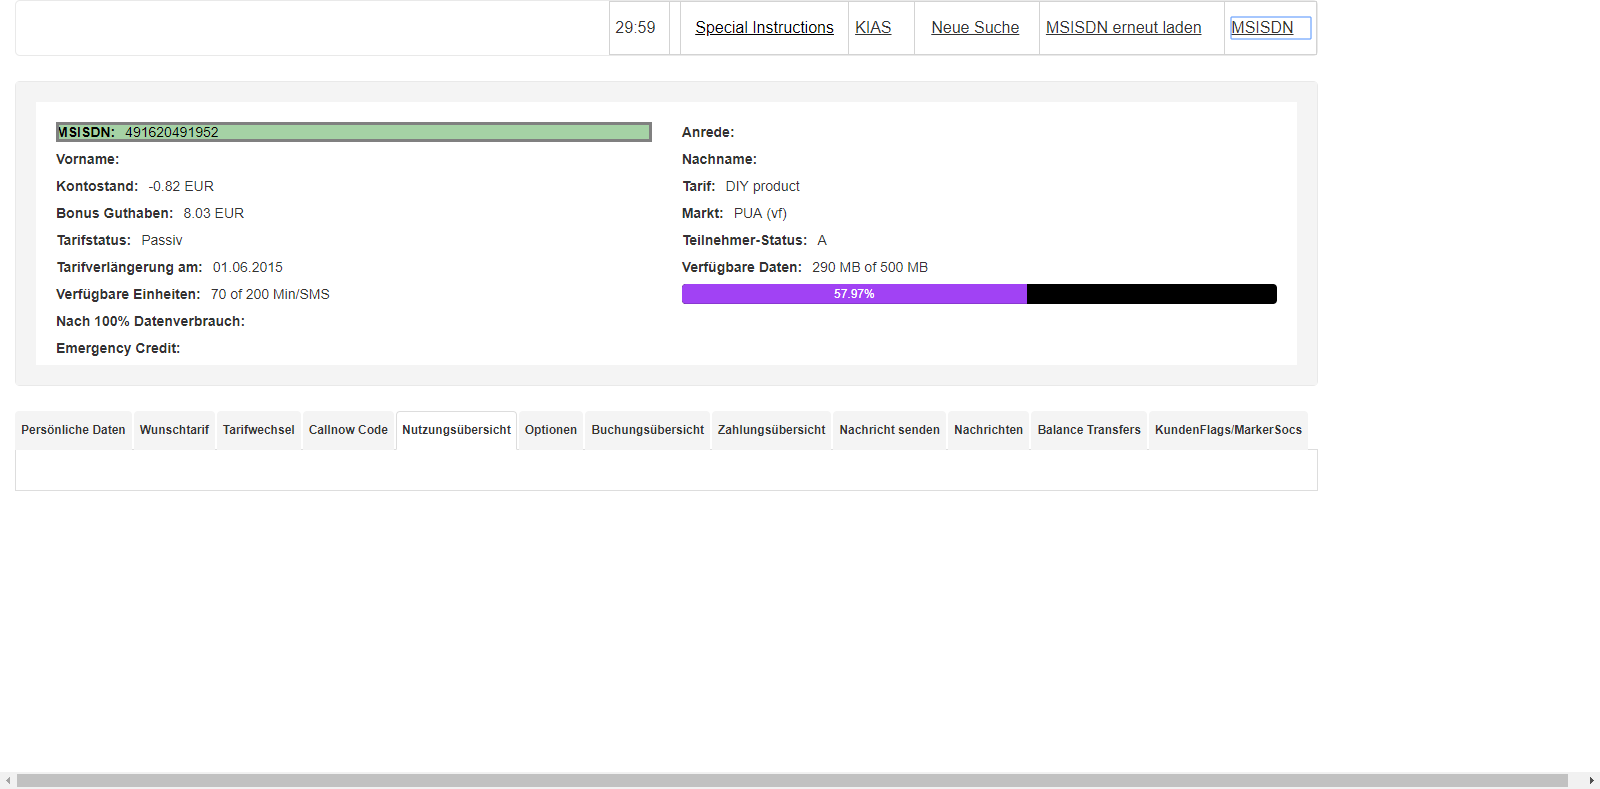 29:59 Special Instructions KIAS Neue Suche MSISDN erneut laden MSISDN
MSISDN: 491620491952
Anrede:
Vorname:
Nachname:
Kontostand: -0.82 EUR
Tarif: DIY product
Bonus Guthaben: 8.03 EUR
Markt: PUA (vf)
Tarifstatus: Passiv
Teilnehmer-Status: A
Tarifverlängerung am: 01.06.2015
Verfügbare Daten: 290 MB of 500 MB
Verfügbare Einheiten: 70 of 200 Min/SMS
57.97%
Nach 100% Datenverbrauch:
Emergency Credit:
Persönliche Daten Wunschtarif Tarifwechsel Callnow Code Nutzungsübersicht Optionen Buchungsübersicht Zahlungsübersicht Nachricht senden Nachrichten Balance Transfers KundenFlags/MarkerSocs